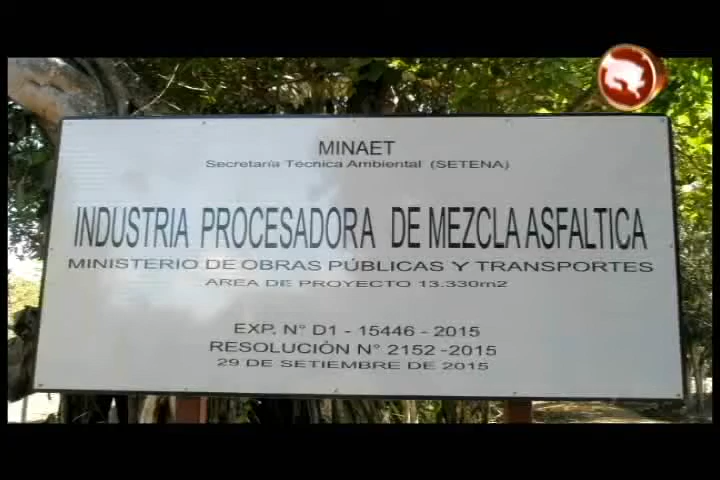 MINAET
Secretaría Técnica Ambiental (SETENA)
INDUSTRIA PROCESADORA DE MEZCLA ASFALTICA
MINISTERIO DE OBRAS PÚBLICAS Y TRANSPORTES
AREA DE PROYECTO 13.330m2
EXP. N° D1 - 15446 - 2015
RESOLUCIÓN N° 2152 -2015
29 DE SETIEMBRE DE 2015